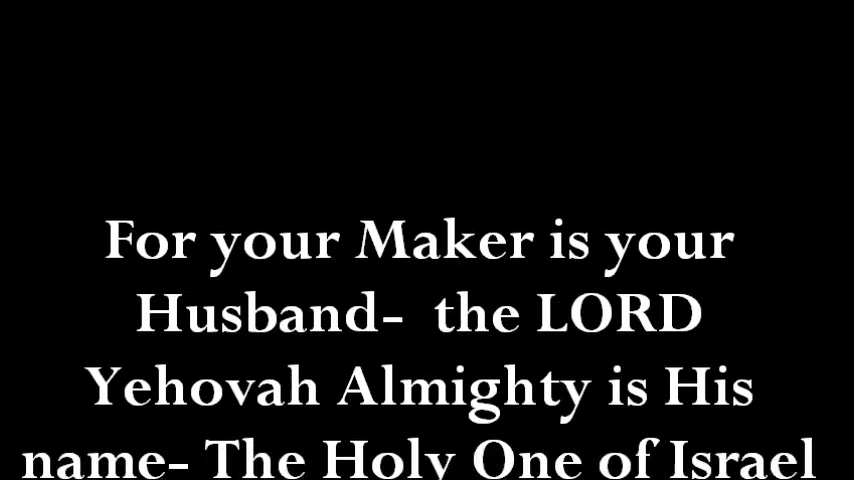 For your Maker is your
Husband-  the LORD
Yehovah Almighty is His
name- The Holy One of Israel